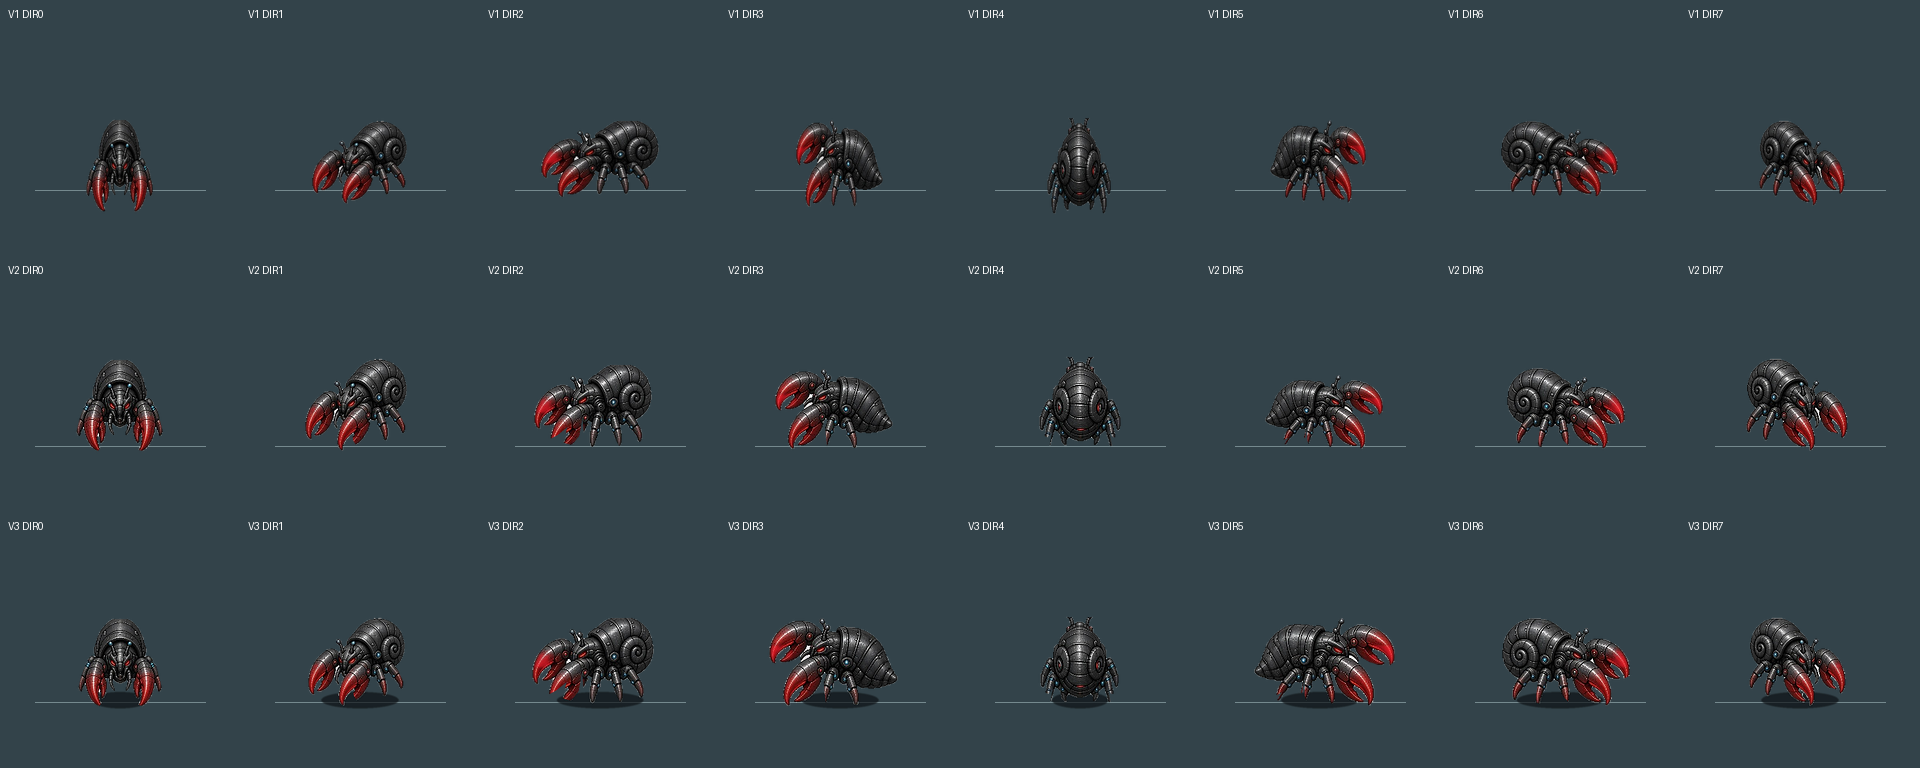 V1 DIR0
V1 DIR1
V1 DIR2
V1 DIR3
V1 DIR4
V1 DIR5
V1 DIR6
V1 DIR7
V2 DIR0
V2 DIR1
V2 DIR2
V2 DIR3
V2 DIR4
V2 DIR5
V2 DIR6
V2 DIR7
V3 DIR0
V3 DIR1
V3 DIR2
V3 DIR3
V3 DIR4
V3 DIR5
V3 DIR6
V3 DIR7